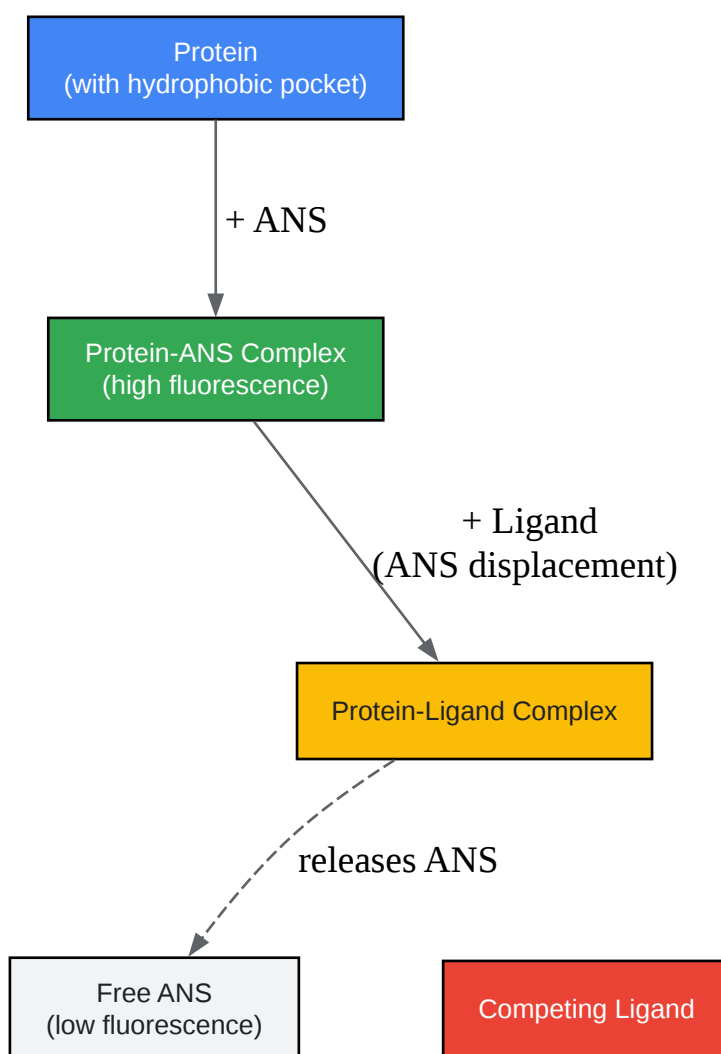 Protein
(with hydrophobic pocket)
+ ANS
Protein-ANS Complex
(high fluorescence)
+ Ligand
(ANS displacement)
Protein-Ligand Complex
releases ANS
Free ANS
(low fluorescence)
Competing Ligand